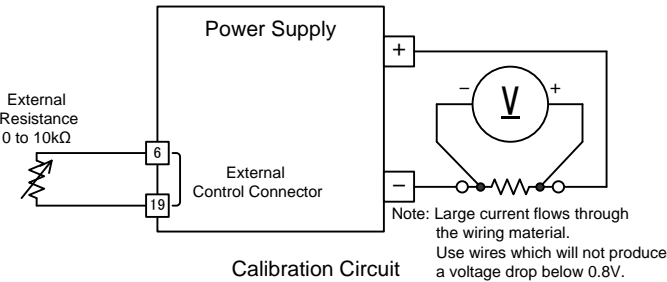 Power Supply
+
External
Resistance
0 to 10kΩ
− V +
6
External
Control Connector
19
−
Note: Large current flows through
the wiring material.
Use wires which will not produce
a voltage drop below 0.8V.
Calibration Circuit